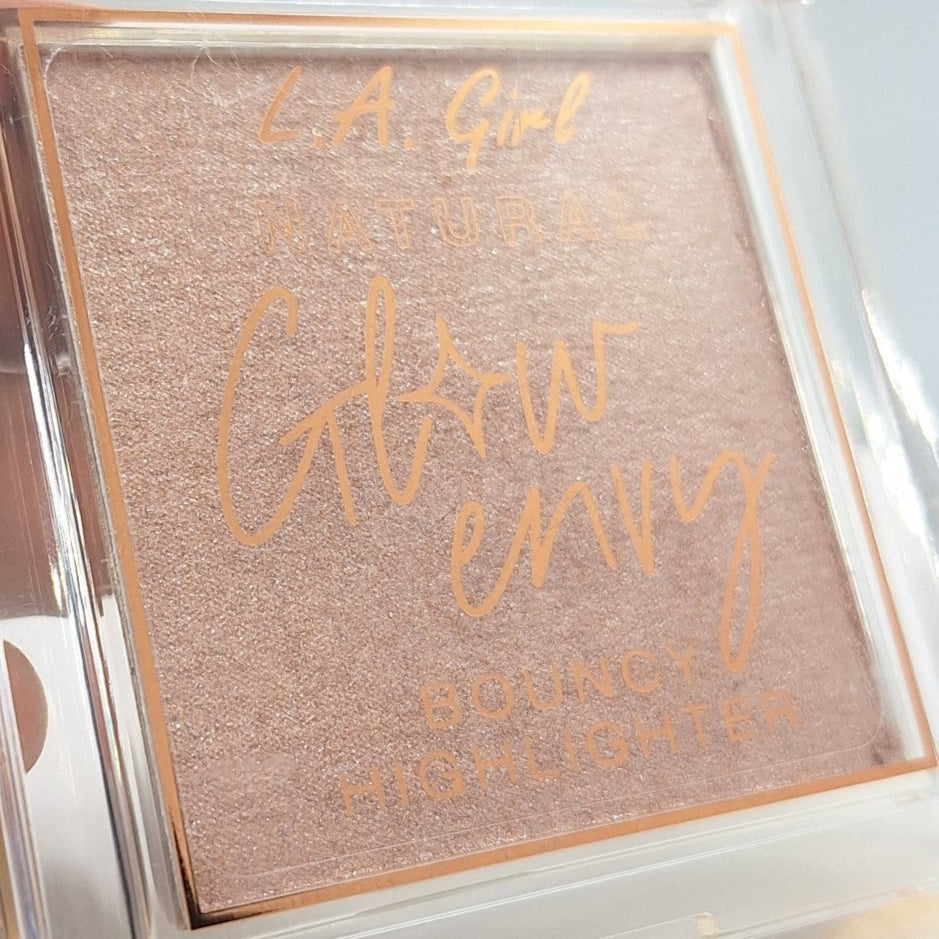 L.A. Girl
NATURAL
Glow
envy
BOUNCY
HIGHLIGHTER